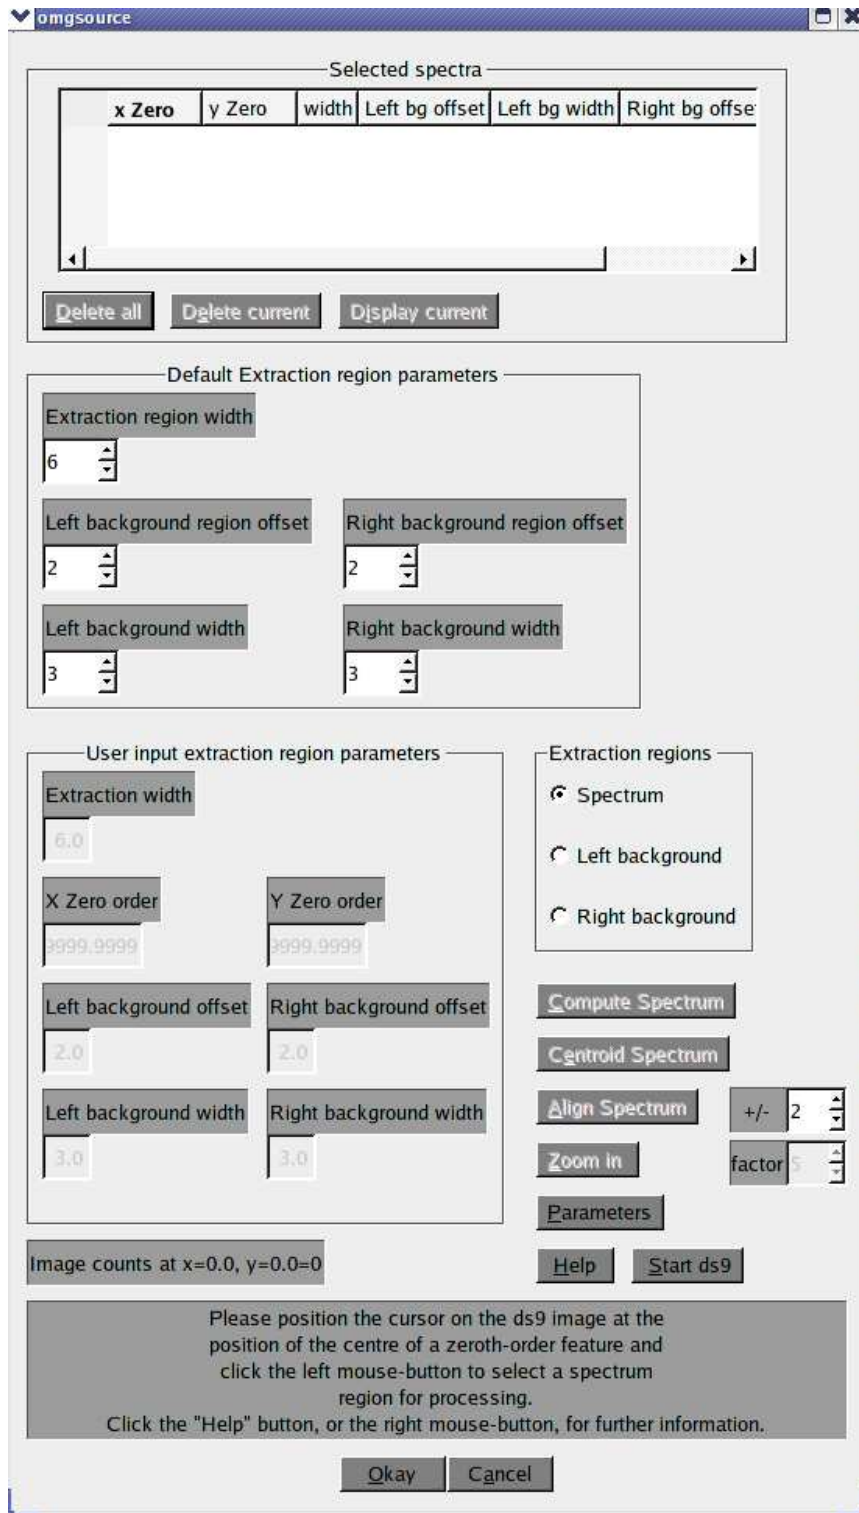 omgsource
Selected spectra
x Zero y Zero width Left bg offset Left bg width Right bg offse
Delete all Delete current Display current
Default Extraction region parameters
Extraction region width
6
Left background region offset Right background region offset
2 2
Left background width Right background width
3 3
User input extraction region parameters
Extraction width
6.0
X Zero order Y Zero order
9999.9999 9999.9999
Left background offset Right background offset
2.0 2.0
Left background width Right background width
3.0 3.0
Extraction regions
Spectrum
Left background
Right background
Compute Spectrum
Centroid Spectrum
Align Spectrum +/- 2
Zoom in factor 5
Parameters
Image counts at x=0.0, y=0.0=0
Help Start ds9
Please position the cursor on the ds9 image at the
position of the centre of a zeroth-order feature and
click the left mouse-button to select a spectrum
region for processing.
Click the "Help" button, or the right mouse-button, for further information.
Okay Cancel